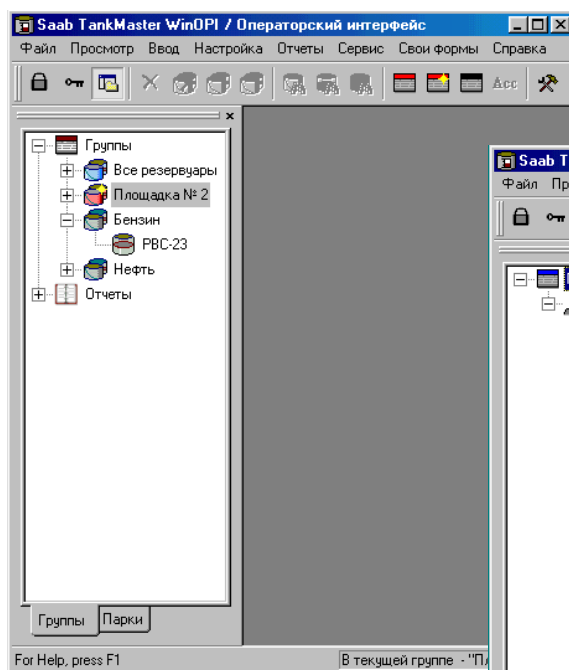 Saab TankMaster WinOPI / Операторский интерфейс
Файл Просмотр Ввод Настройка Отчеты Сервис Свои формы Справка
Acc
Группы
Все резервуары
Площадка № 2
Бензин
РВС-23
Нефть
Отчеты
Группы Парки
For Help, press F1
В текущей группе - "Пл
Saab T
Файл Пр